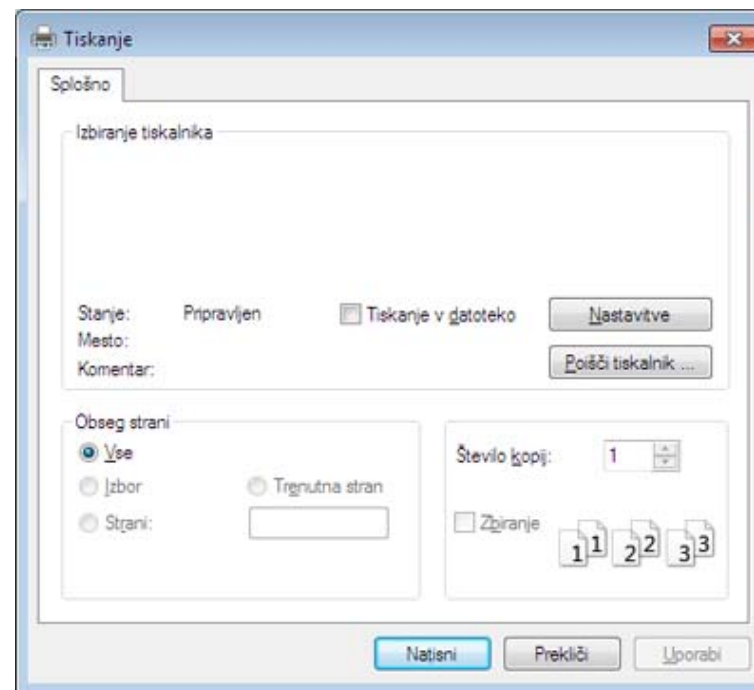 Tiskanje
Splošno
Izbiranje tiskalnika
Stanje: Pripravljen
Tiskanje v datoteko
Nastavitve
Mesto:
Komentar:
Poišči tiskalnik ...
Obseg strani
Vse
Izbor
Trenutna stran
Strani:
Število kopij: 1
Zbiranje
1 1 2 2 3 3
Natisni
Prekliči
Uporabi